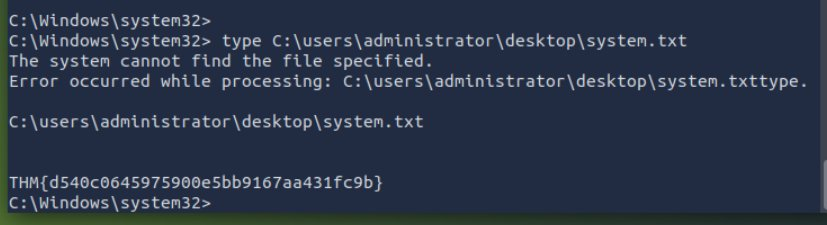 C:\Windows\system32>
C:\Windows\system32> type C:\users\administrator\desktop\system.txt
The system cannot find the file specified.
Error occurred while processing: C:\users\administrator\desktop\system.txttype.
C:\users\administrator\desktop\system.txt
THM{d540c0645975900e5bb9167aa431fc9b}
C:\Windows\system32>